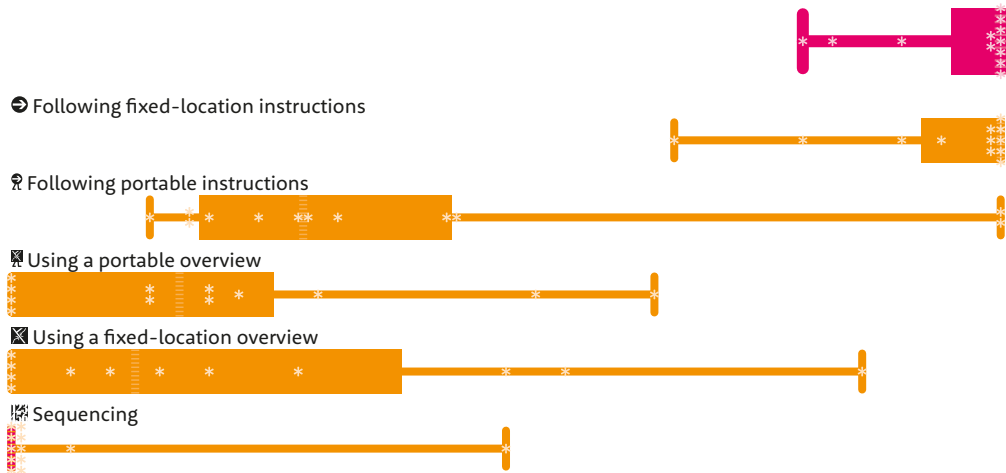 Following fixed-location instructions
Following portable instructions
Using a portable overview
Using a fixed-location overview
Sequencing